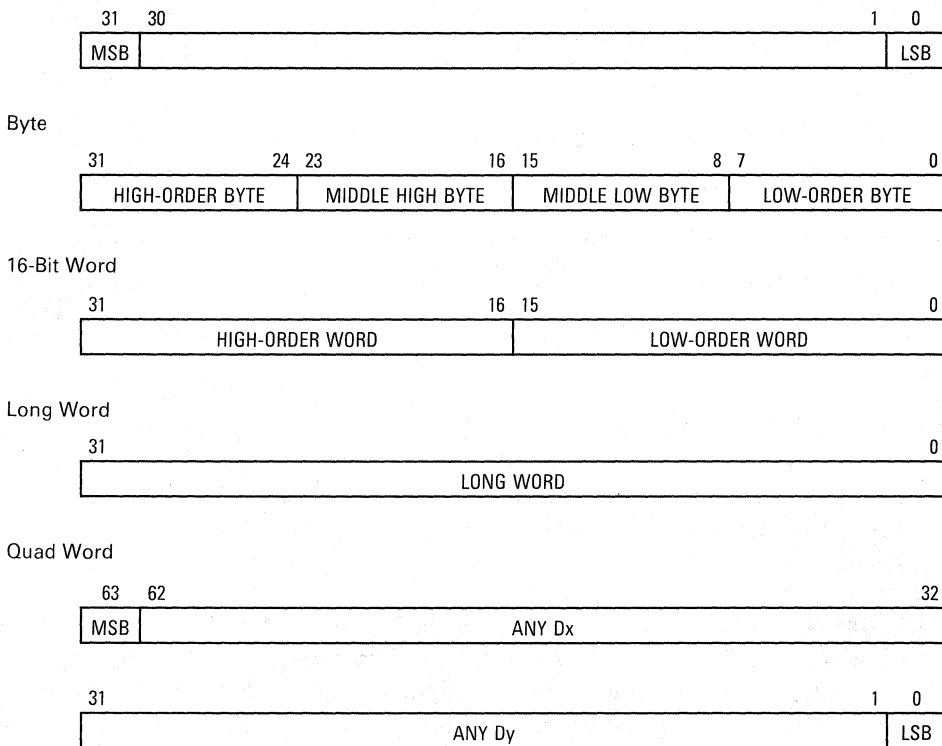 31 30 1 0
MSB LSB
Byte
31 24 23 16 15 8 7 0
HIGH-ORDER BYTE MIDDLE HIGH BYTE MIDDLE LOW BYTE LOW-ORDER BYTE
16-Bit Word
31 16 15 0
HIGH-ORDER WORD LOW-ORDER WORD
Long Word
31 0
LONG WORD
Quad Word
63 62 32
MSB ANY Dx
31 1 0
ANY Dy LSB